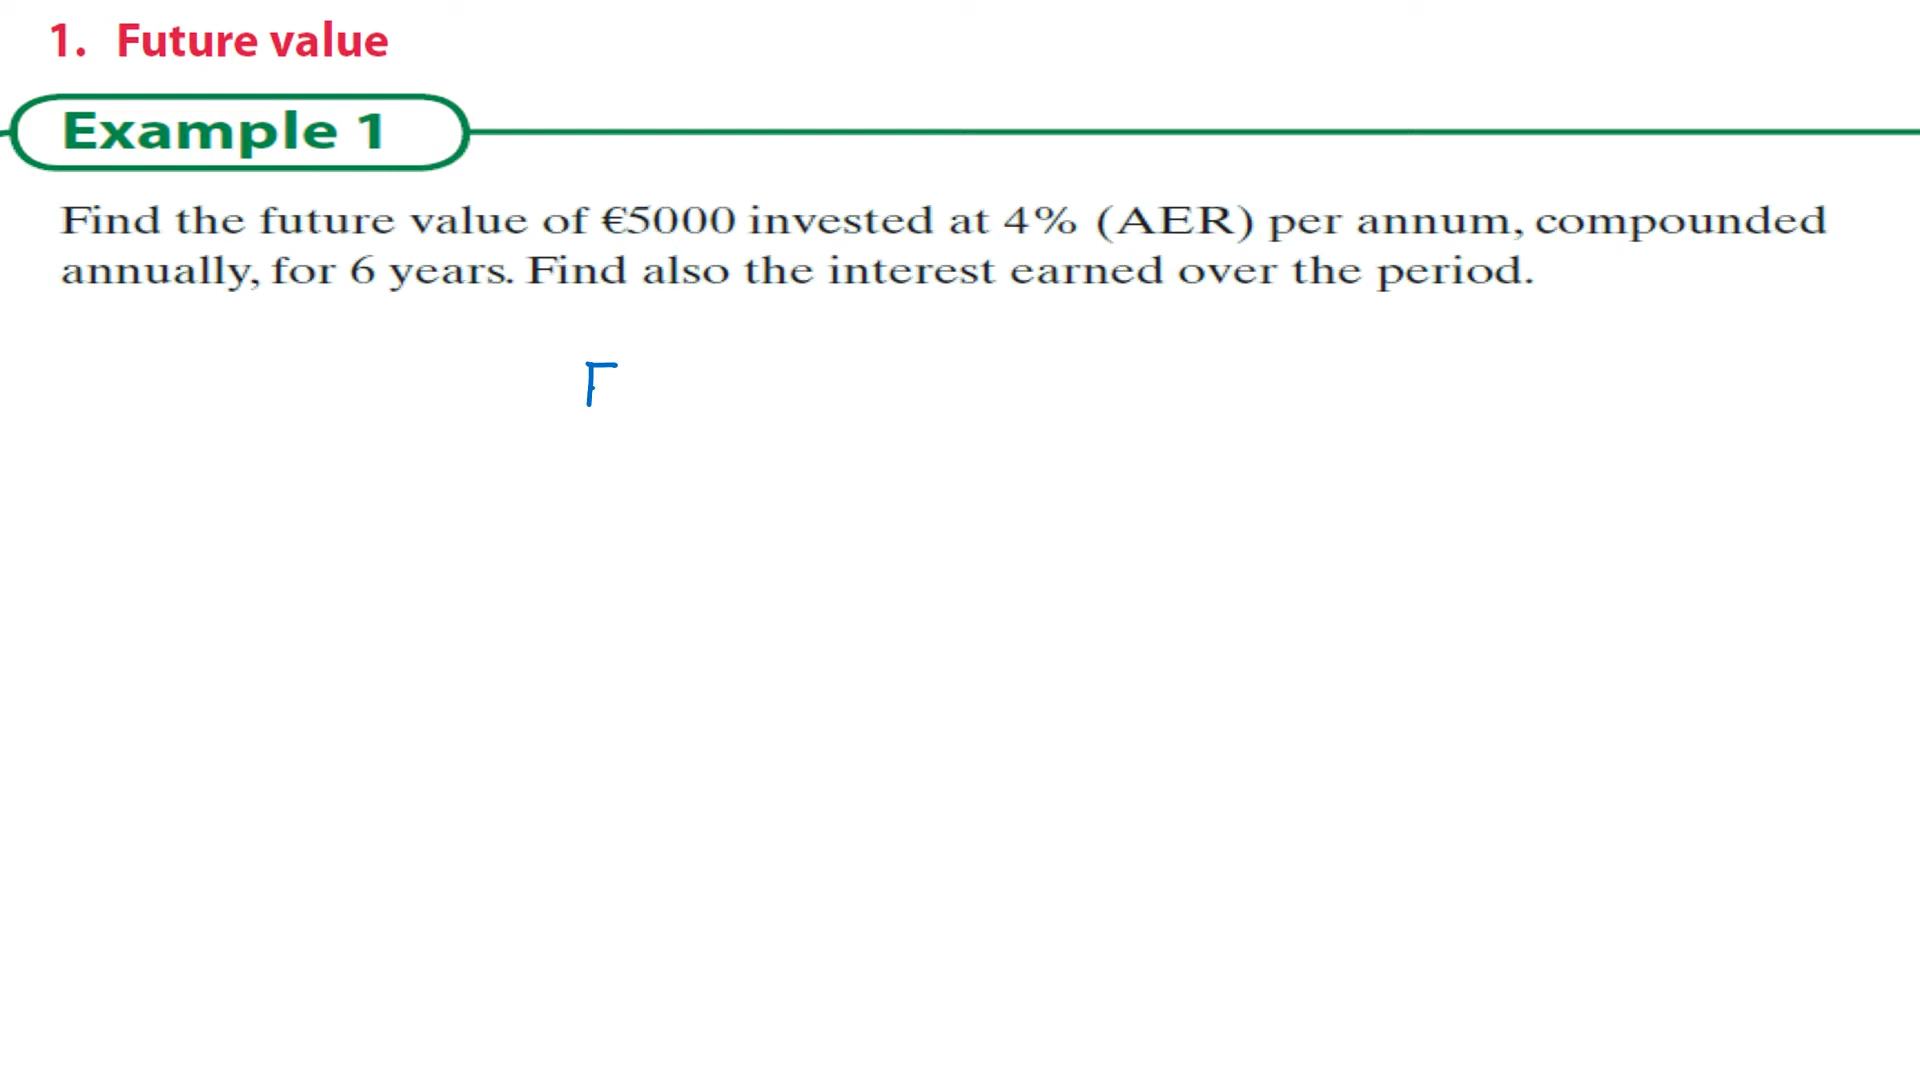 1. Future value
Example 1
Find the future value of €5000 invested at 4% (AER) per annum, compounded
annually, for 6 years. Find also the interest earned over the period.
F